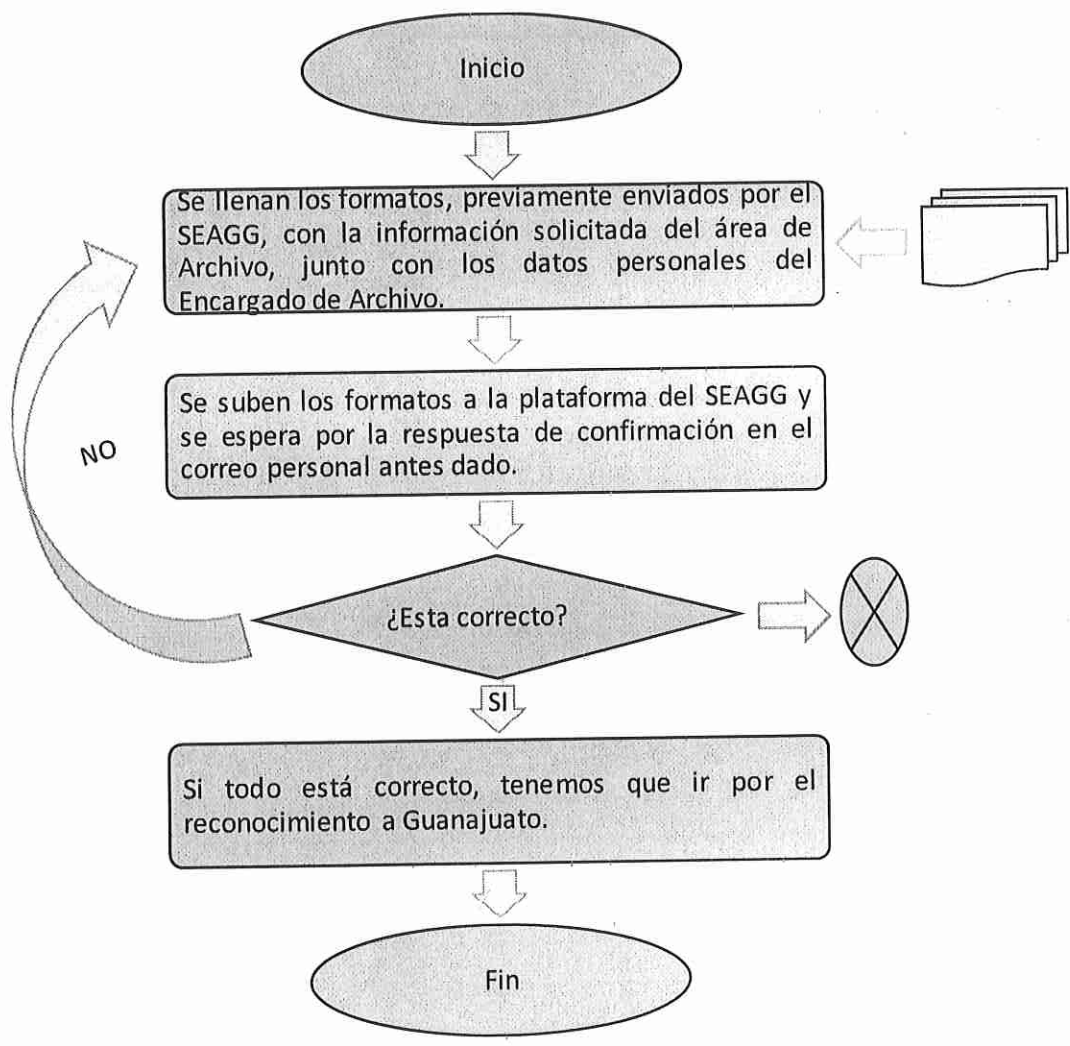 Inicio
Se llenan los formatos, previamente enviados por el
SEAGG, con la información solicitada del área de
Archivo, junto con los datos personales del
Encargado de Archivo.
Se suben los formatos a la plataforma del SEAGG y
se espera por la respuesta de confirmación en el
correo personal antes dado.
NO
¿Esta correcto?
SI
Si todo está correcto, tenemos que ir por el
reconocimiento a Guanajuato.
Fin